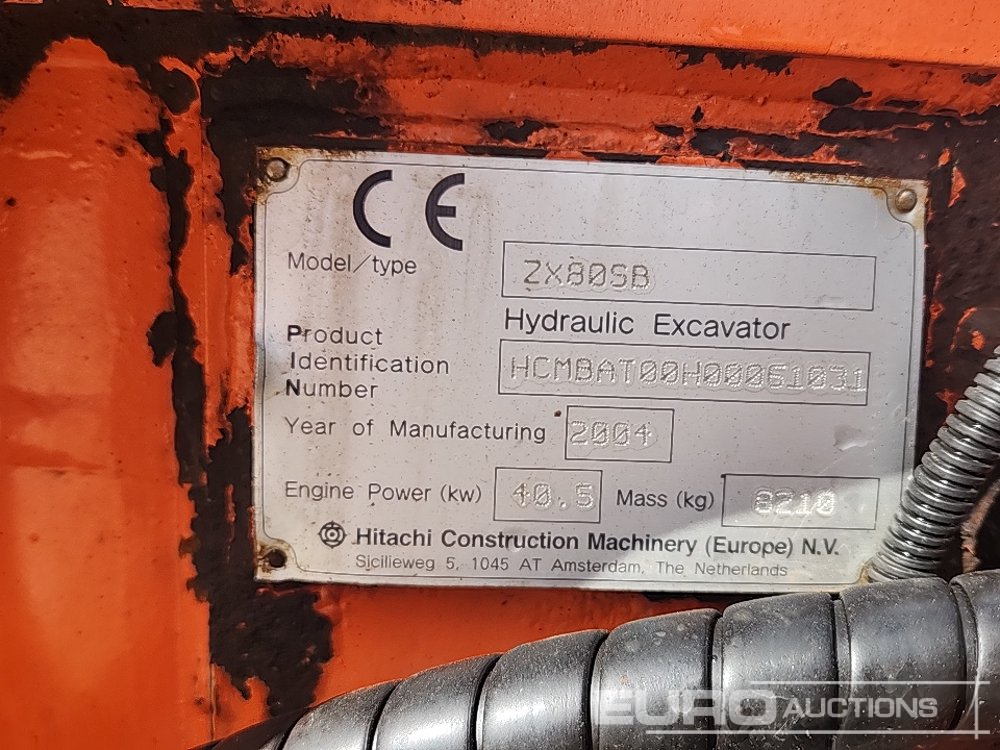 CE
Model/type ZX80SB
Hydraulic Excavator
Product
Identification HCMBAT00H00061031
Number
Year of Manufacturing 2004
Engine Power (kw) 40.5 Mass (kg) 8210
Hitachi Construction Machinery (Europe) N.V.
Sicilieweg 5, 1045 AT Amsterdam, The Netherlands
EURO AUCTIONS